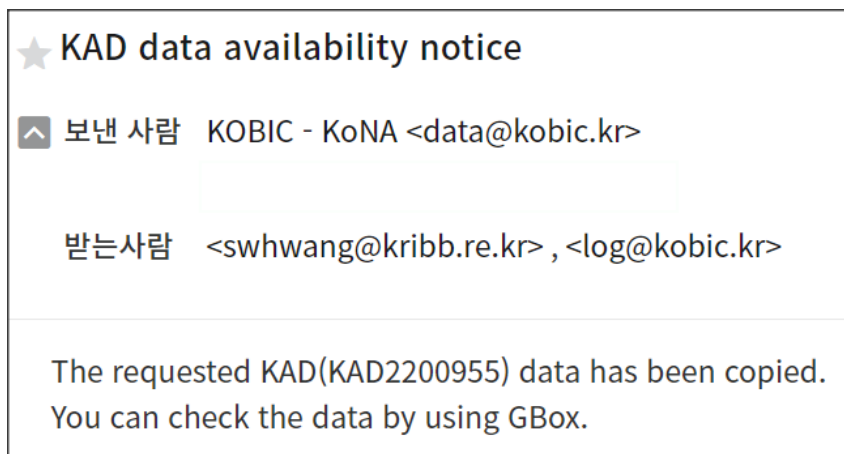 KAD data availability notice
보낸 사람 KOBIC - KoNA <data@kobic.kr>
받는사람 <swhwang@kribb.re.kr> , <log@kobic.kr>
The requested KAD(KAD2200955) data has been copied.
You can check the data by using GBox.